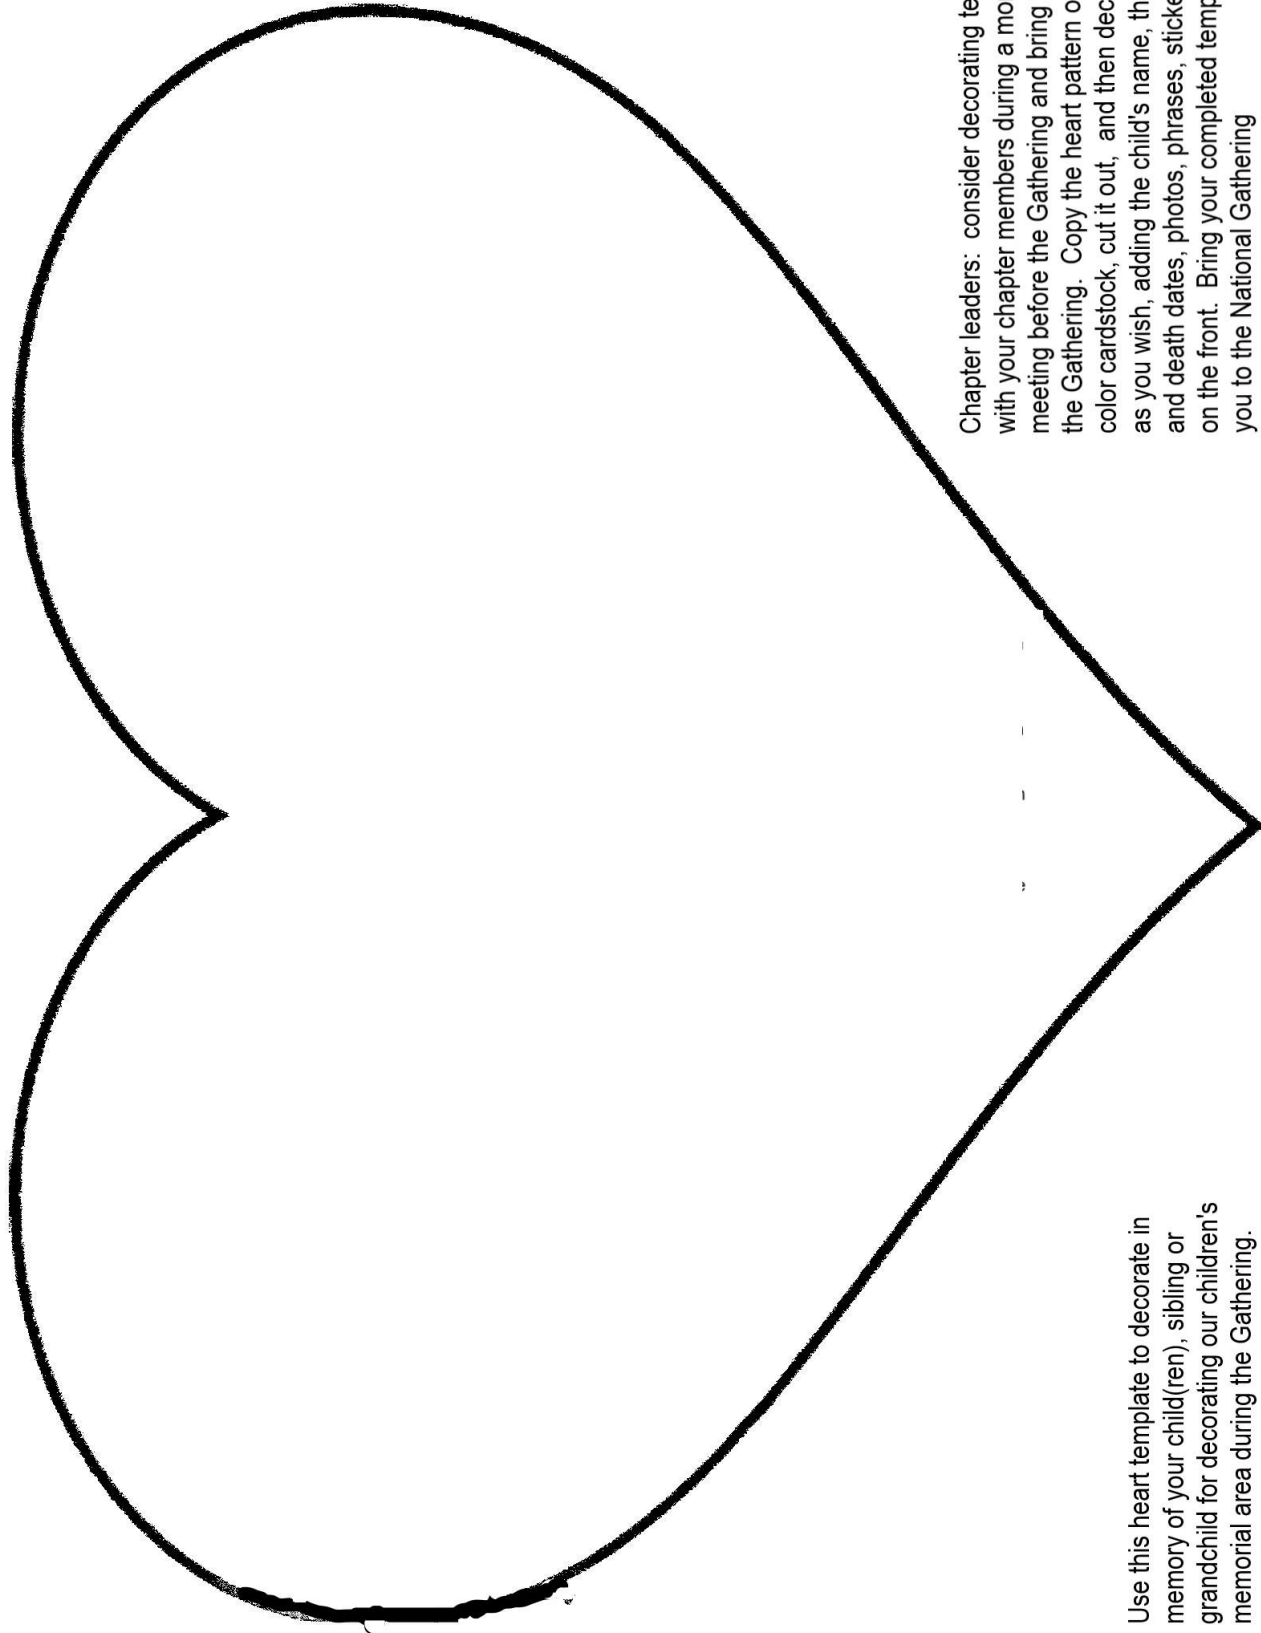 Use this heart template to decorate in
memory of your child(ren), sibling or
grandchild for decorating our children's
memorial area during the Gathering.
Chapter leaders:  consider decorating
with your chapter members during a
meeting before the Gathering and bring
the Gathering.  Copy the heart pattern
color cardstock, cut it out,  and then
as you wish, adding the child's name,
and death dates, photos, phrases,
on the front.  Bring your completed
you to the National Gathering